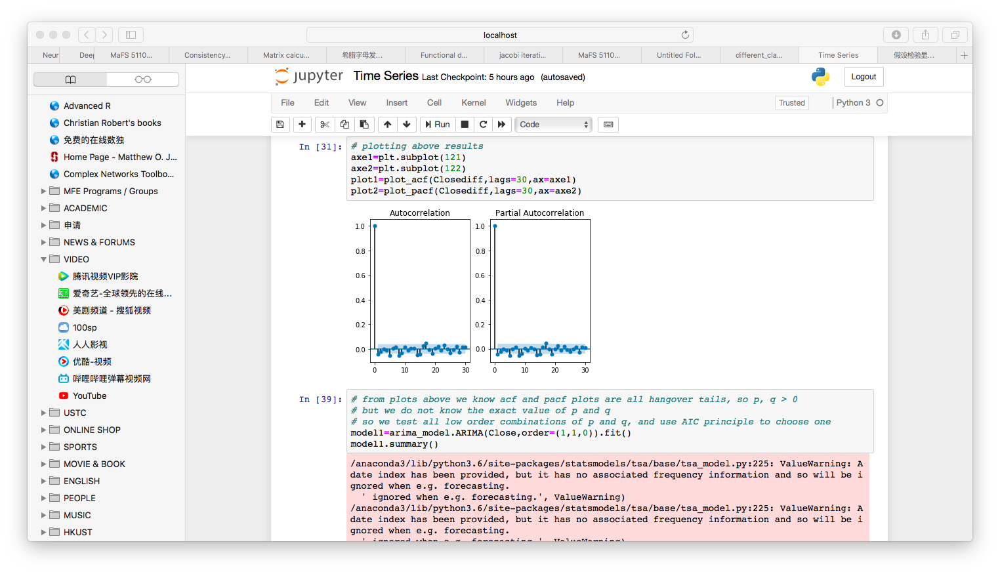 localhost
Neur
Deep
MaFS 5110...
Consistency...
Matrix calcu...
希腊字母发...
Functional d...
jacobi iterati...
MaFS 5110...
Untitled Fol...
different_cla...
Time Series
假设检验显...
Advanced R
Christian Robert's books
免费的在线数独
Home Page - Matthew O. J...
Complex Networks Toolbo...
MFE Programs / Groups
ACADEMIC
申请
NEWS & FORUMS
VIDEO
腾讯视频VIP影院
爱奇艺-全球领先的在线...
美剧频道 - 搜狐视频
100sp
人人影视
优酷-视频
哔哩哔哩弹幕视频网
YouTube
USTC
ONLINE SHOP
SPORTS
MOVIE & BOOK
ENGLISH
PEOPLE
MUSIC
HKUST
jupyter Time Series Last Checkpoint: 5 hours ago (autosaved)
Logout
File Edit View Insert Cell Kernel Widgets Help
Trusted
Python 3
Run
Code
In [31]:
# plotting above results
axe1=plt.subplot(121)
axe2=plt.subplot(122)
plot1=plot_acf(Closediff,lags=30,ax=axe1)
plot2=plot_pacf(Closediff,lags=30,ax=axe2)
Autocorrelation
1.0
0.8
0.6
0.4
0.2
0.0
0 10 20 30
Partial Autocorrelation
1.0
0.8
0.6
0.4
0.2
0.0
0 10 20 30
In [39]:
# from plots above we know acf and pacf plots are all hangover tails, so p, q > 0
# but we do not know the exact value of p and q
# so we test all low order combinations of p and q, and use AIC principle to choose one
model1=arima_model.ARIMA(Close,order=(1,1,0)).fit()
model1.summary()
/anaconda3/lib/python3.6/site-packages/statsmodels/tsa/base/tsa_model.py:225: ValueWarning: A
date index has been provided, but it has no associated frequency information and so will be i
gnored when e.g. forecasting.
' ignored when e.g. forecasting.', ValueWarning)
/anaconda3/lib/python3.6/site-packages/statsmodels/tsa/base/tsa_model.py:225: ValueWarning: A
date index has been provided, but it has no associated frequency information and so will be i
gnored when e.g. forecasting.
' ignored when e.g. forecasting.', ValueWarning)